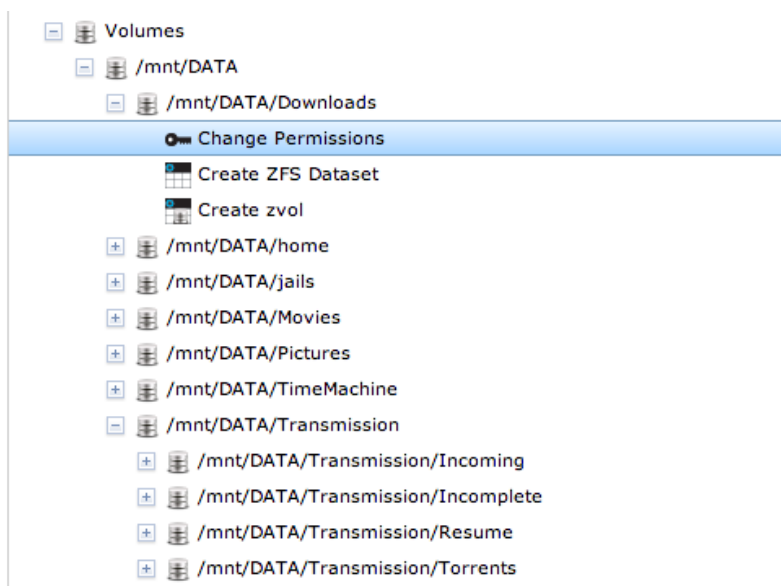 Volumes
/mnt/DATA
/mnt/DATA/Downloads
Change Permissions
Create ZFS Dataset
Create zvol
/mnt/DATA/home
/mnt/DATA/jails
/mnt/DATA/Movies
/mnt/DATA/Pictures
/mnt/DATA/TimeMachine
/mnt/DATA/Transmission
/mnt/DATA/Transmission/Incoming
/mnt/DATA/Transmission/Incomplete
/mnt/DATA/Transmission/Resume
/mnt/DATA/Transmission/Torrents